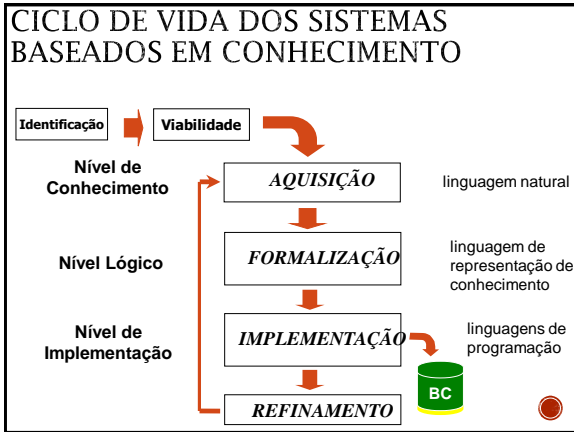 CICLO DE VIDA DOS SISTEMAS
BASEADOS EM CONHECIMENTO
Identificação
Viabilidade
Nível de
Conhecimento
AQUISIÇÃO
linguagem natural
Nível Lógico
FORMALIZAÇÃO
linguagem de
representação de
conhecimento
Nível de
Implementação
IMPLEMENTAÇÃO
linguagens de
programação
BC
REFINAMENTO